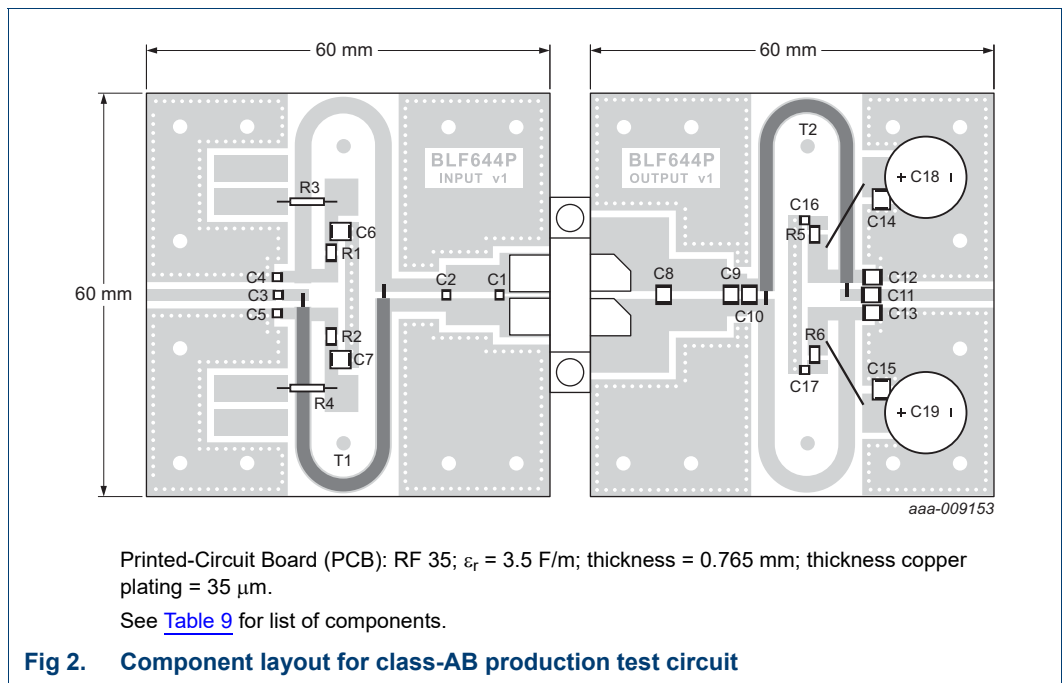 60 mm
60 mm
60 mm
BLF644P
INPUT v1
BLF644P
OUTPUT v1
R3
C6
R1
C4
C3
C5
C2
C1
R2
C7
R4
T1
T2
C16
R5
C14
+ C18 -
C8
C9
C10
C12
C11
C13
R6
C17
C15
+ C19 -
aaa-009153
Printed-Circuit Board (PCB): RF 35; εr = 3.5 F/m; thickness = 0.765 mm; thickness copper
plating = 35 μm.
See Table 9 for list of components.
Fig 2. Component layout for class-AB production test circuit